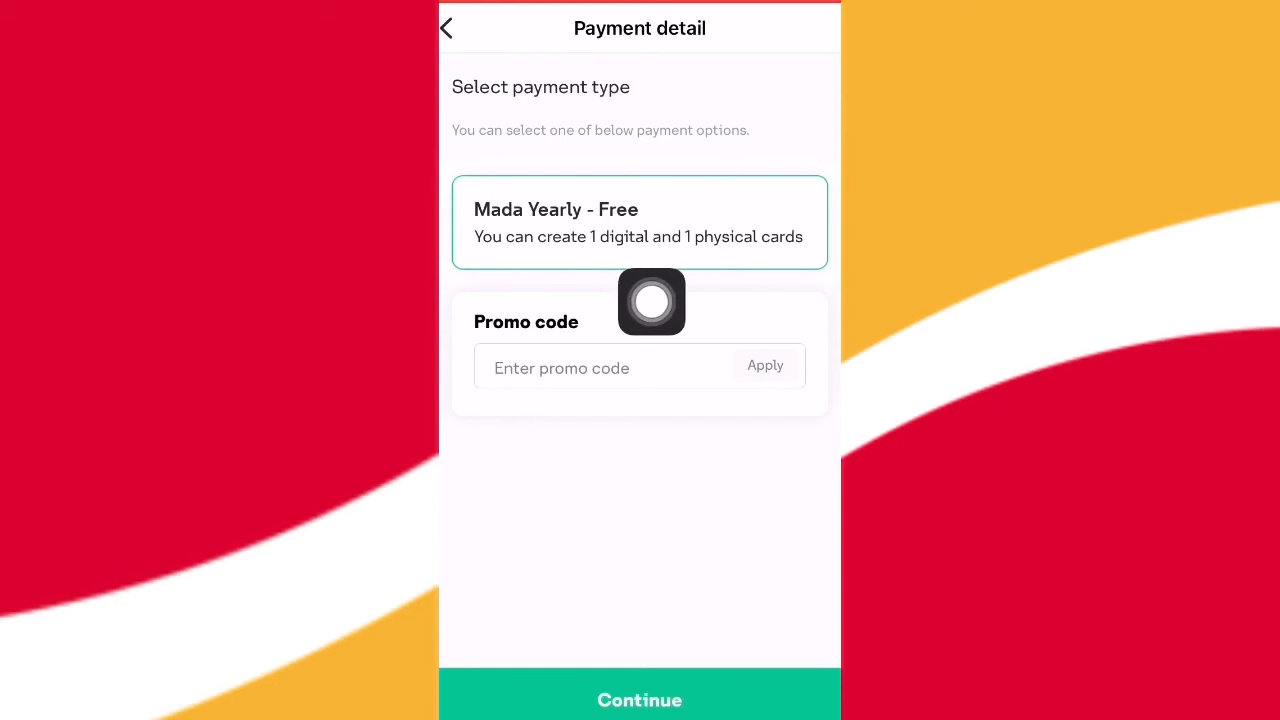 Payment detail
Select payment type
You can select one of below payment options.
Mada Yearly - Free
You can create 1 digital and 1 physical cards
Promo code
Enter promo code
Apply
Continue